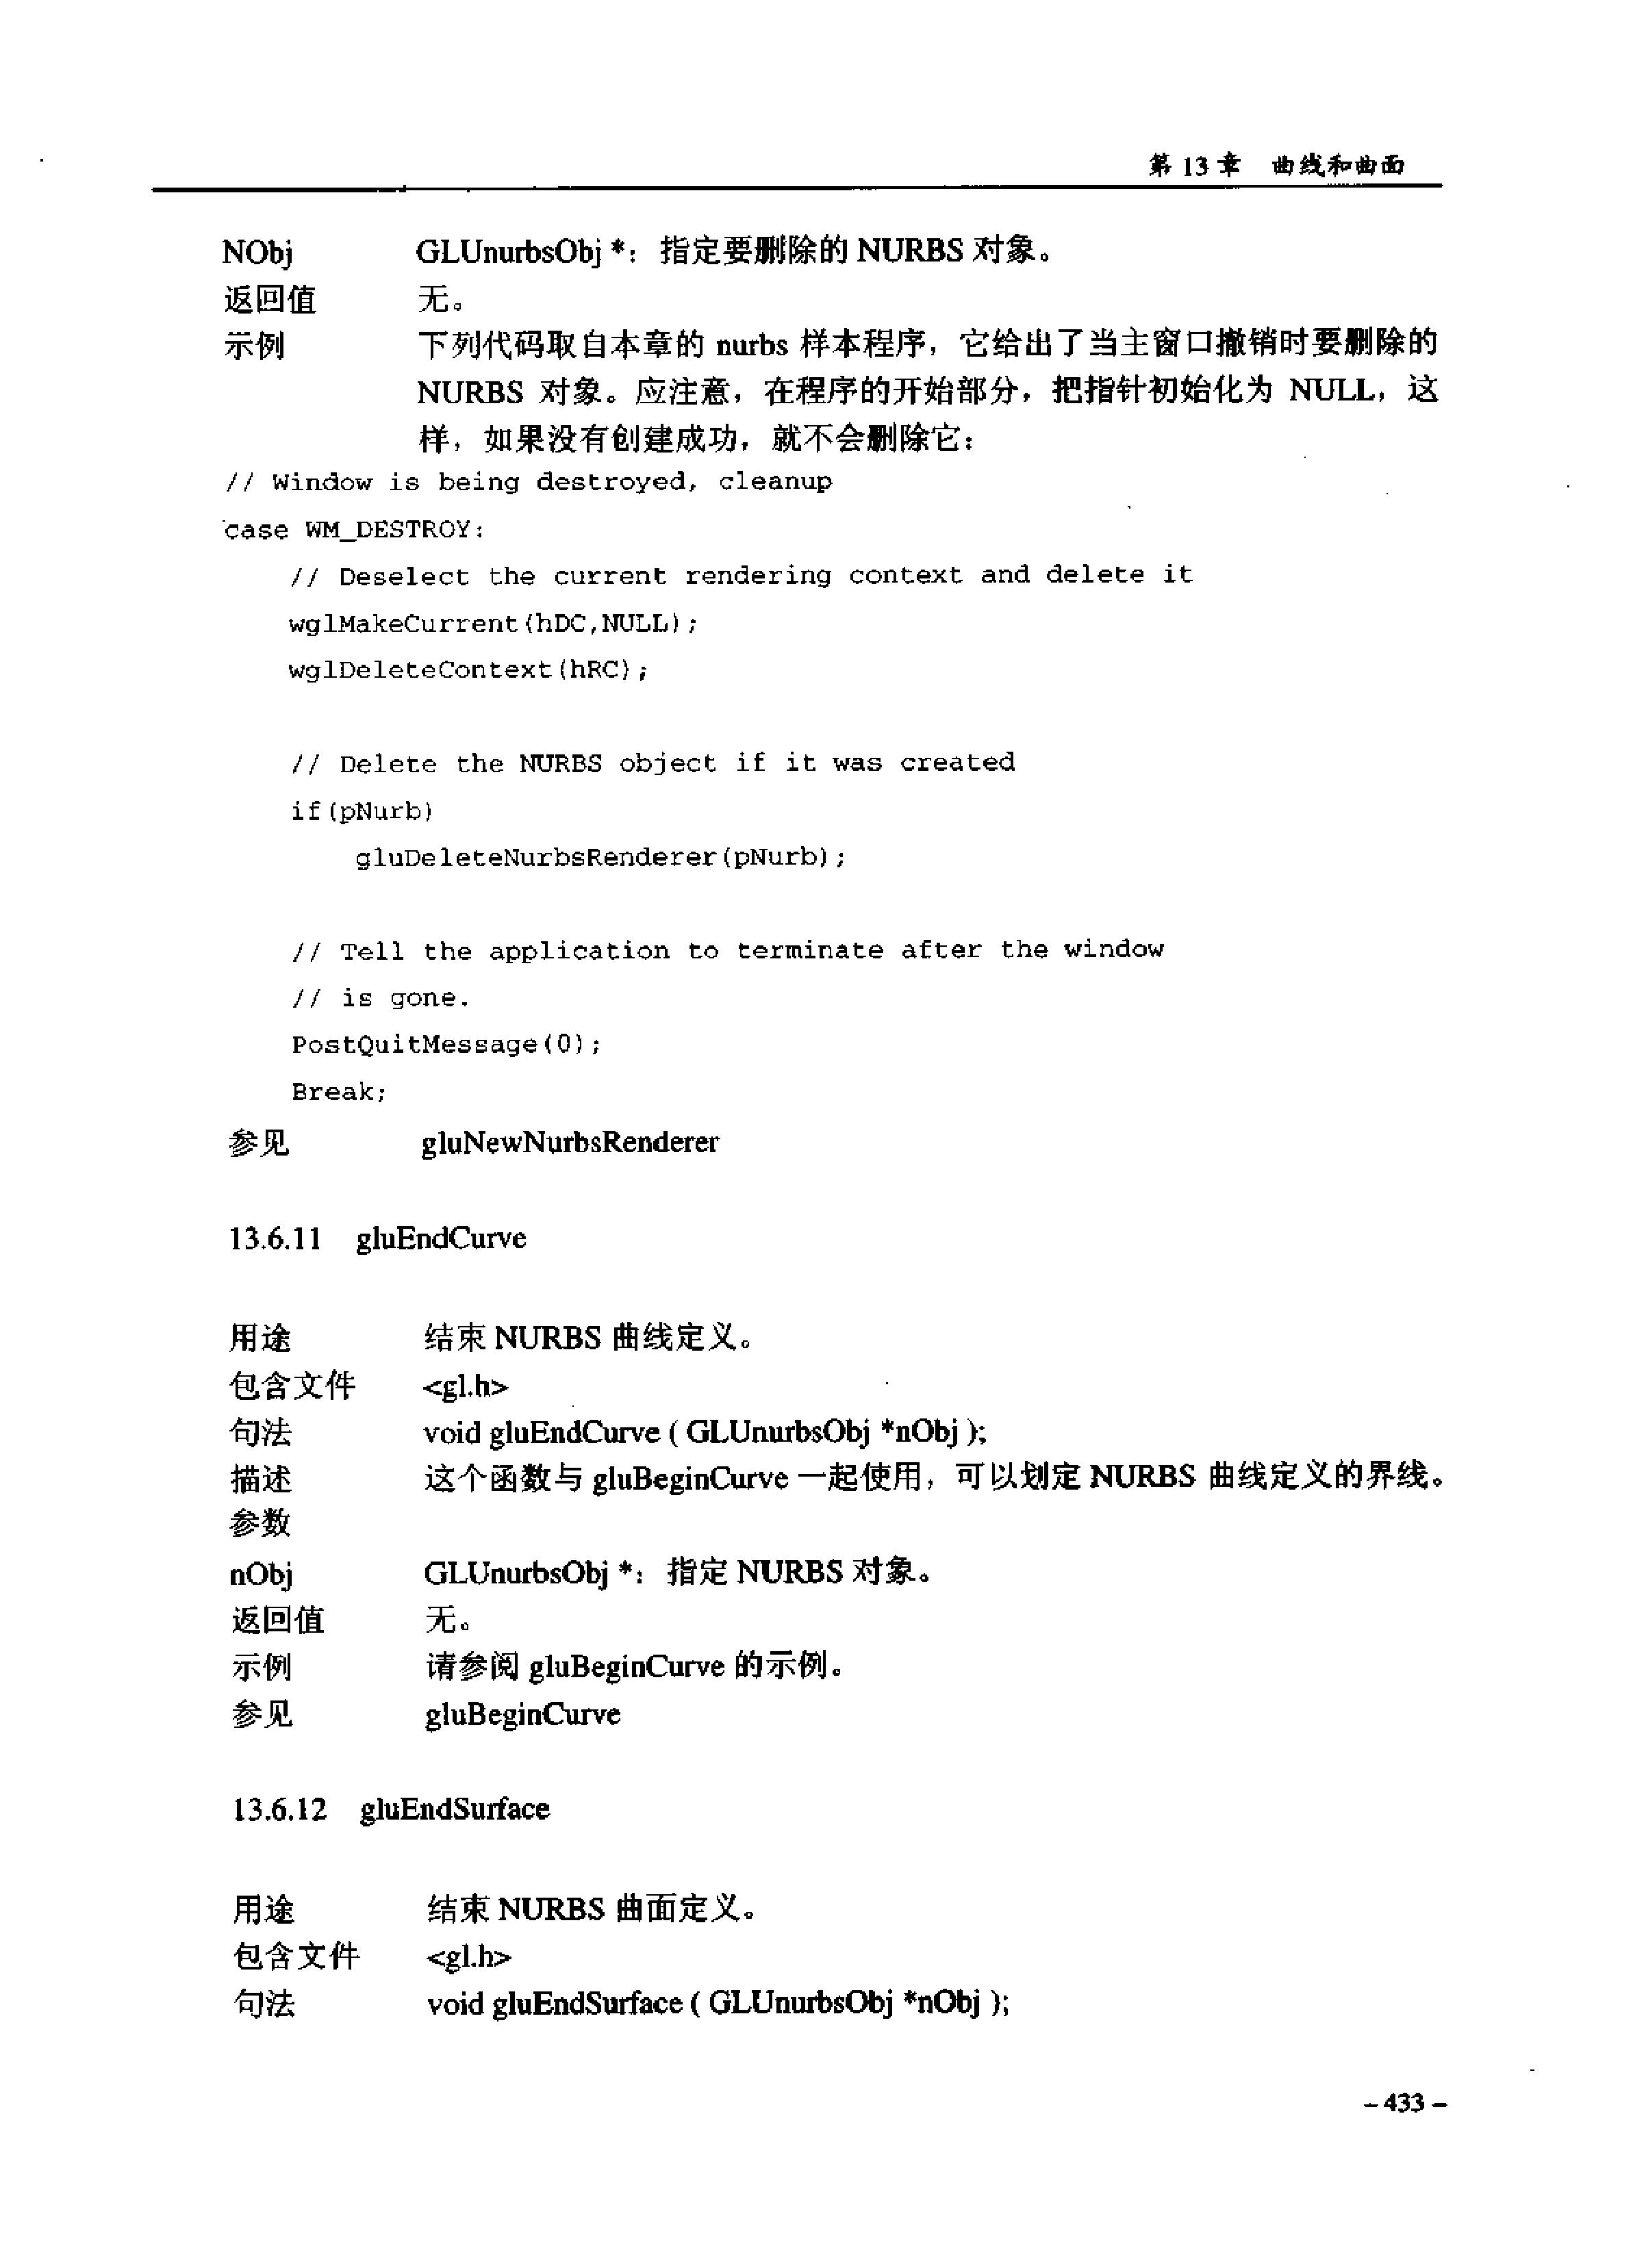 第 13 章 曲线和曲面
NObj GLUnurbsObj *：指定要删除的 NURBS 对象。
返回值 无。
示例 下列代码取自本章的 nurbs 样本程序，它给出了当主窗口撤销时要删除的
NURBS 对象。应注意，在程序的开始部分，把指针初始化为 NULL，这
样，如果没有创建成功，就不会删除它：
// Window is being destroyed, cleanup
case WM_DESTROY:
// Deselect the current rendering context and delete it
wglMakeCurrent(hDC,NULL);
wglDeleteContext(hRC);
// Delete the NURBS object if it was created
if(pNurb)
gluDeleteNurbsRenderer(pNurb);
// Tell the application to terminate after the window
// is gone.
PostQuitMessage(0);
Break;
参见 gluNewNurbsRenderer
13.6.11 gluEndCurve
用途 结束 NURBS 曲线定义。
包含文件 <gl.h>
句法 void gluEndCurve ( GLUnurbsObj *nObj );
描述 这个函数与 gluBeginCurve 一起使用，可以划定 NURBS 曲线定义的界线。
参数
nObj GLUnurbsObj *：指定 NURBS 对象。
返回值 无。
示例 请参阅 gluBeginCurve 的示例。
参见 gluBeginCurve
13.6.12 gluEndSurface
用途 结束 NURBS 曲面定义。
包含文件 <gl.h>
句法 void gluEndSurface ( GLUnurbsObj *nObj );
– 433 –